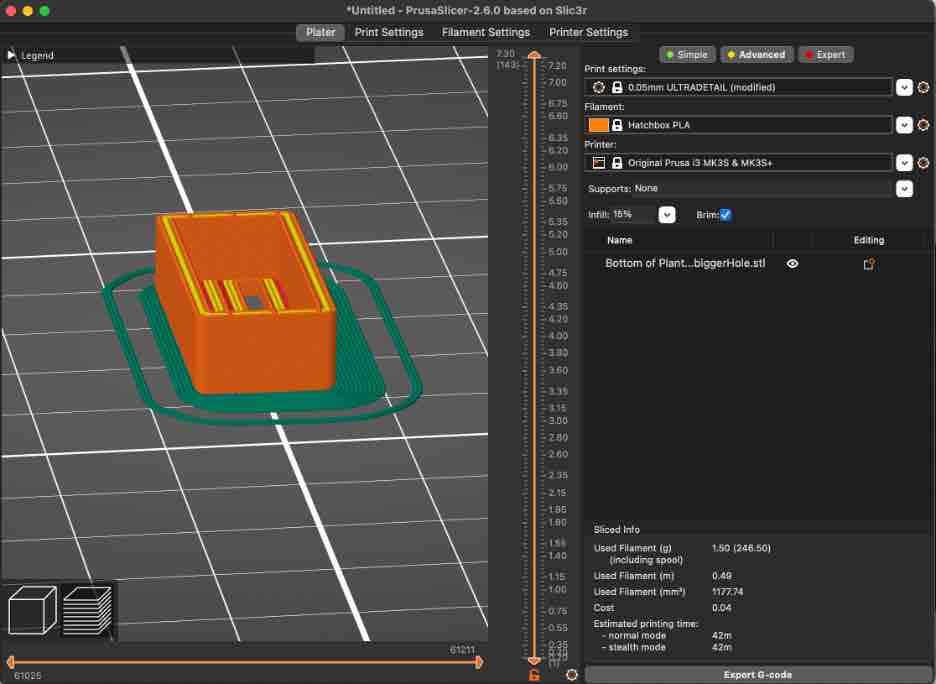 *Untitled - PrusaSlicer-2.6.0 based on Slic3r
Plater Print Settings Filament Settings Printer Settings
Legend
7.30
(143)
7.20
7.00
6.75
6.60
6.35
6.20
6.00
5.75
5.60
5.35
5.20
5.00
4.75
4.60
4.35
4.20
4.00
3.80
3.60
3.35
3.15
3.00
2.80
2.60
2.35
2.15
1.95
1.80
1.55
1.40
1.15
1.00
0.75
0.55
0.35
0.20
(1)
61211
61025
Simple Advanced Expert
Print settings:
0.05mm ULTRADETAIL (modified)
Filament:
Hatchbox PLA
Printer:
Original Prusa i3 MK3S & MK3S+
Supports: None
Infill: 15% Brim:
Name Editing
Bottom of Plant...biggerHole.stl
Sliced Info
Used Filament (g) 1.50 (246.50)
(including spool)
Used Filament (m) 0.49
Used Filament (mm³) 1177.74
Cost 0.04
Estimated printing time:
- normal mode 42m
- stealth mode 42m
Export G-code